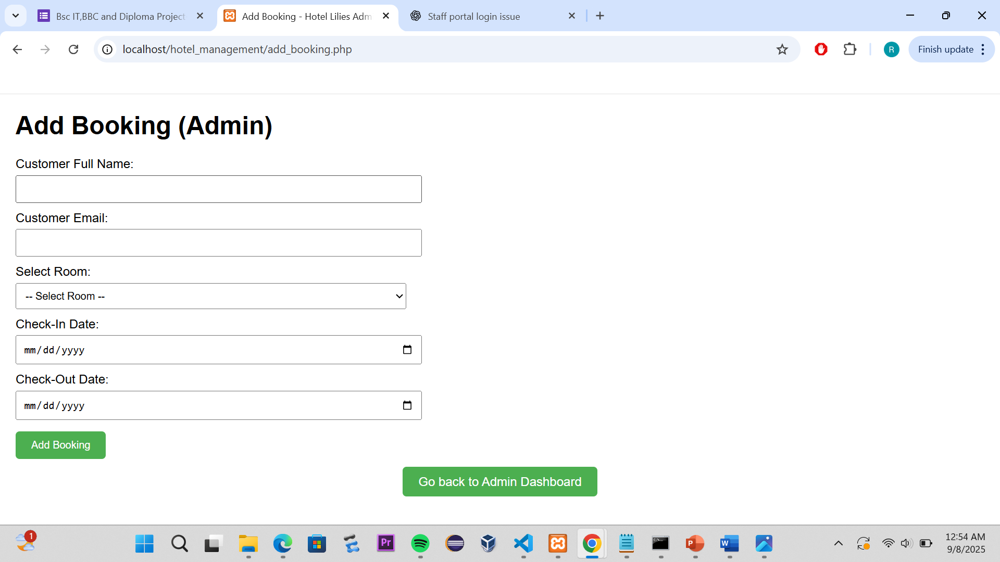 Bsc IT,BBC and Diploma Project
Add Booking - Hotel Lilies Adm
Staff portal login issue
localhost/hotel_management/add_booking.php
R
Finish update
Add Booking (Admin)
Customer Full Name:
Customer Email:
Select Room:
-- Select Room --
Check-In Date:
mm/dd/yyyy
Check-Out Date:
mm/dd/yyyy
Add Booking
Go back to Admin Dashboard
1
Pr
P
W
12:54 AM
9/8/2025